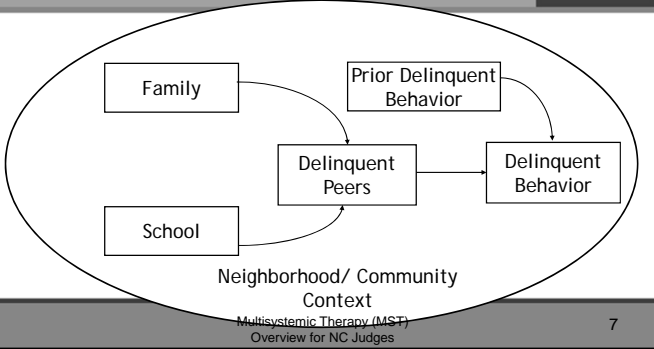 Family
Prior Delinquent
Behavior
Delinquent
Peers
Delinquent
Behavior
School
Neighborhood/ Community
Context
Multisystemic Therapy (MST)
Overview for NC Judges
7